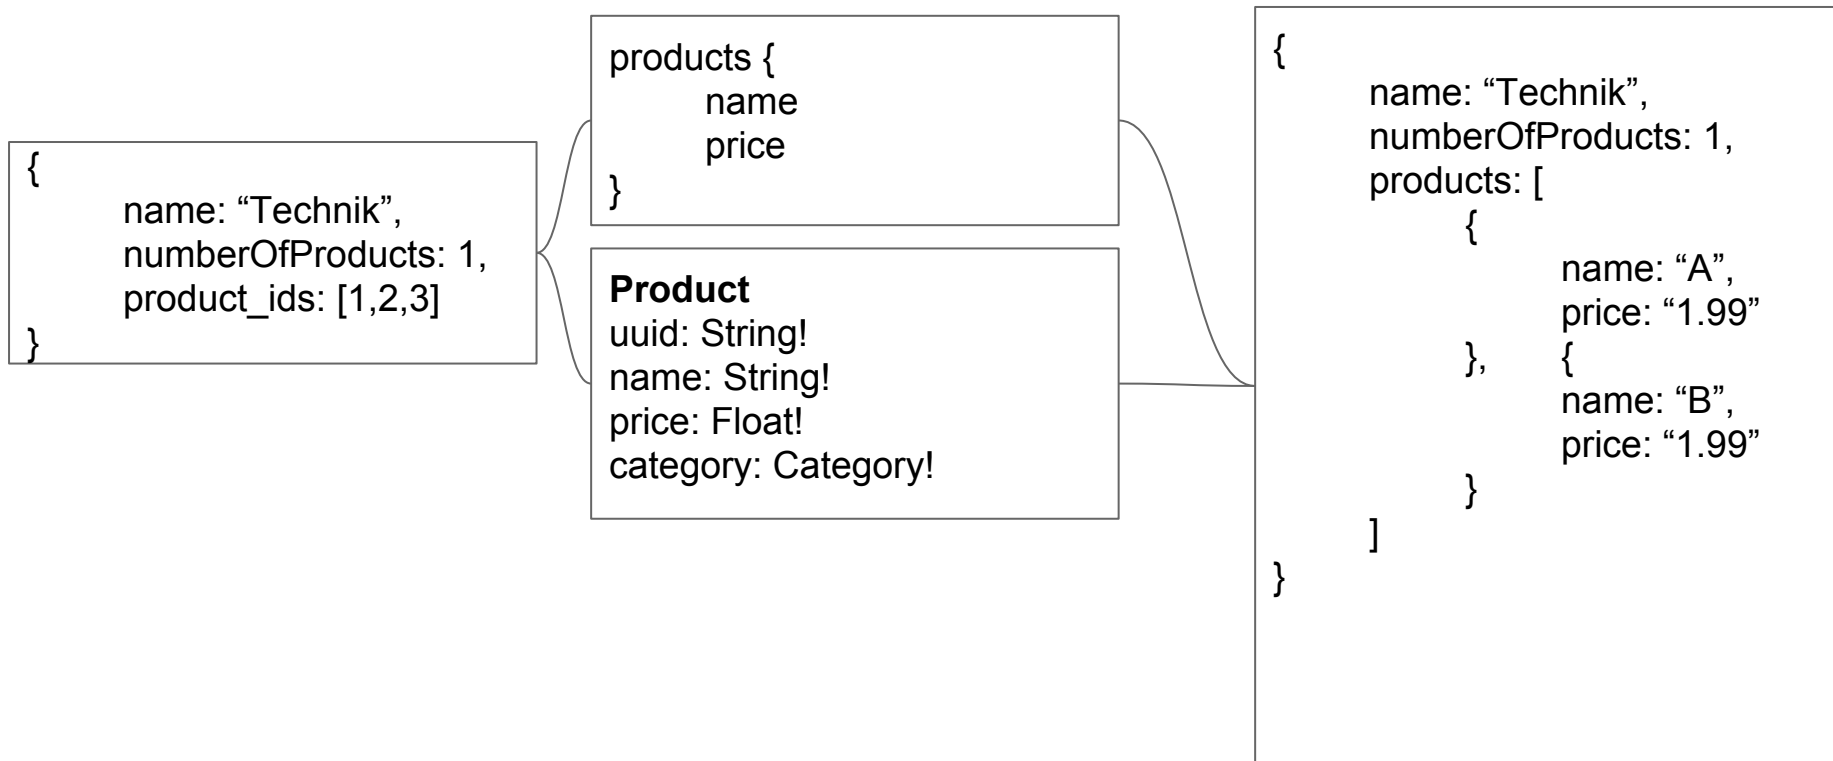 {
name: “Technik”,
numberOfProducts: 1,
product_ids: [1,2,3]
}
products {
name
price
}
Product
uuid: String!
name: String!
price: Float!
category: Category!
{
name: “Technik”,
numberOfProducts: 1,
products: [
{
name: “A”,
price: “1.99”
}, {
name: “B”,
price: “1.99”
}
]
}